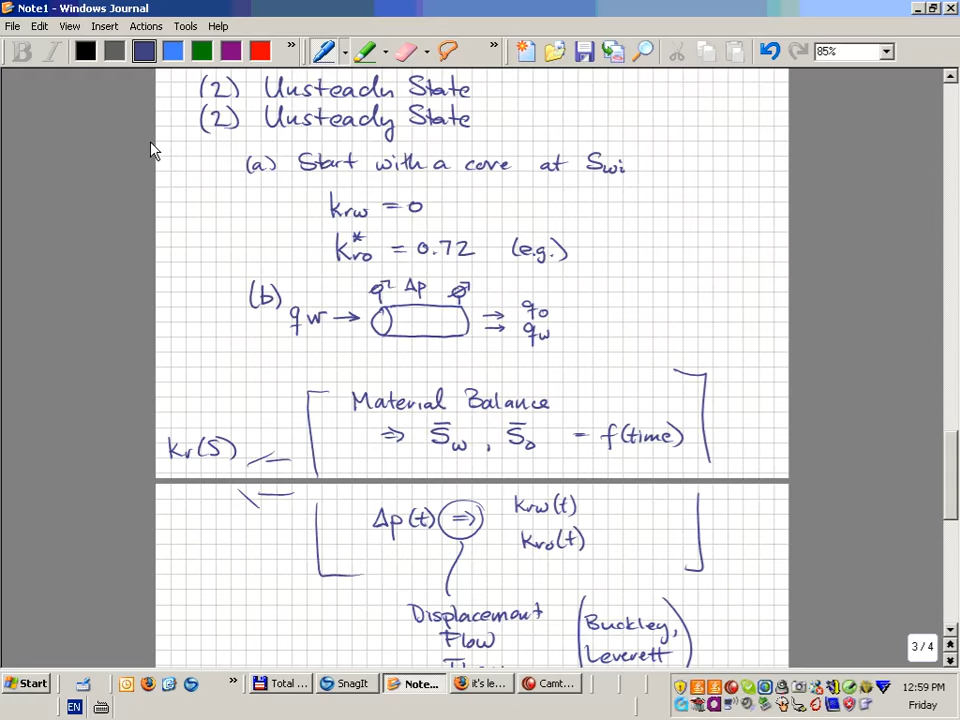 Note1 - Windows Journal
File Edit View Insert Actions Tools Help
B I » » 85%
(2) Unsteady State
(2) Unsteady State
(a) Start with a core at Swi
krw = 0
kro* = 0.72 (e.g.)
(b) qw → Δp → qo
→ qw
Material Balance
⇒ S̅w , S̅o = f(time)
kr(S)
Δp(t) ⇒ krw(t)
kro(t)
Displacement
Flow
(Buckley,
Leverett)
3 / 4
Start Total ... SnagIt Note... it's le... Camt... » 12:59 PM
EN Friday